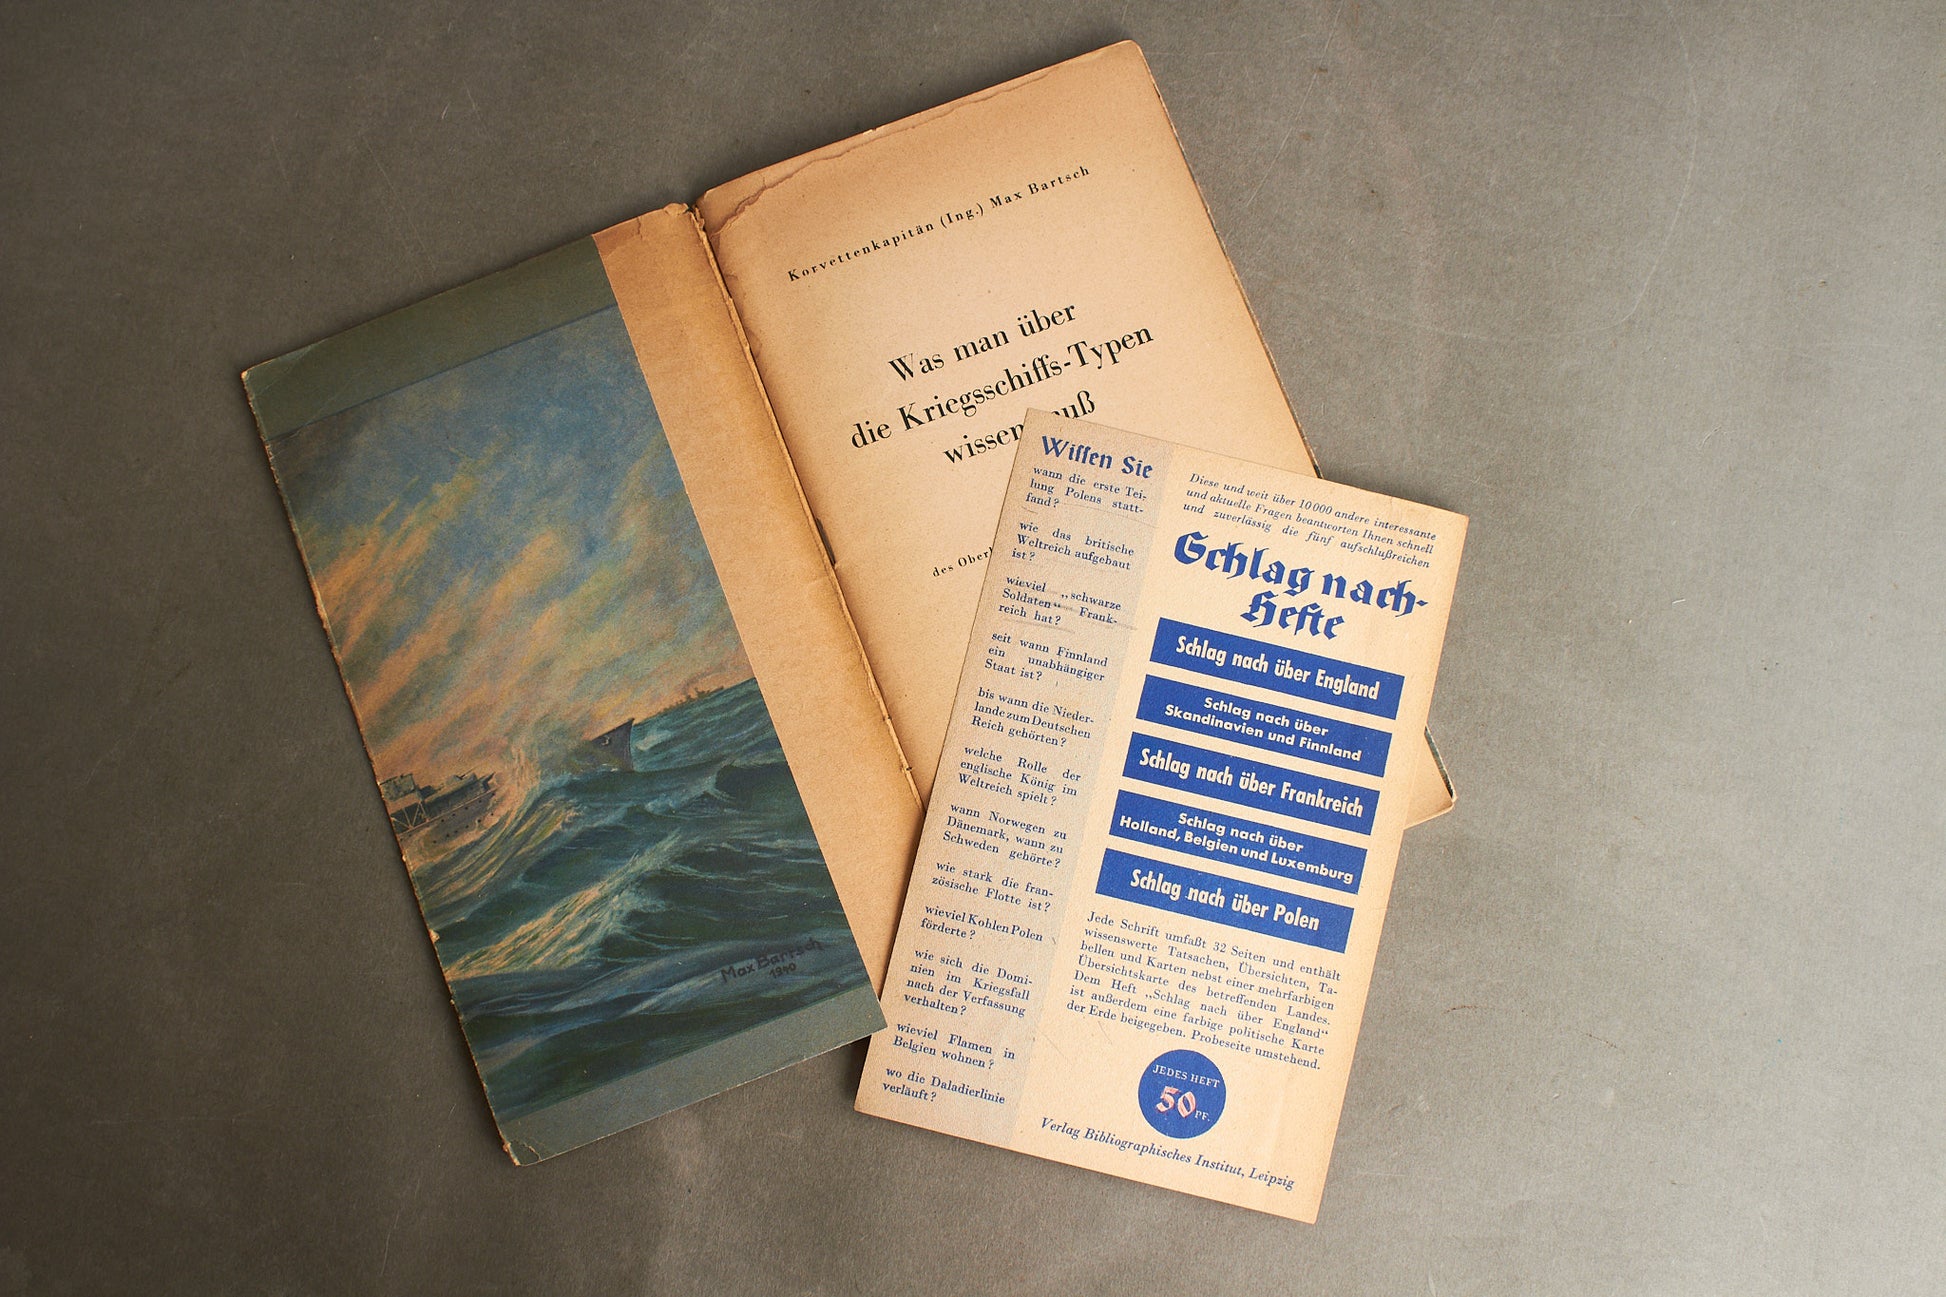 Korvettenkapitän (Ing.) Max Bartsch
Was man über
die Kriegsschiffs-Typen
wissen muß
des Ober
Max Bartsch
1940
Wissen Sie
wann die erste Tei-
lung Polens statt-
fand?
wie das britische
Weltreich aufgebaut
ist?
wieviel „schwarze
Soldaten“ Frank-
reich hat?
seit wann Finnland
ein unabhängiger
Staat ist?
bis wann die Nieder-
lande zum Deutschen
Reich gehörten?
welche Rolle der
englische König im
Weltreich spielt?
wann Norwegen zu
Dänemark, wann zu
Schweden gehörte?
wie stark die fran-
zösische Flotte ist?
wieviel Kohlen Polen
förderte?
wie sich die Domi-
nien im Kriegsfall
nach der Verfassung
verhalten?
wieviel Flamen in
Belgien wohnen?
wo die Daladierlinie
verläuft?
Diese und weit über 10000 andere interessante
und aktuelle Fragen beantworten Ihnen schnell
und zuverlässig die fünf aufschlußreichen
Schlag nach-
Hefte
Schlag nach über England
Schlag nach über
Skandinavien und Finnland
Schlag nach über Frankreich
Schlag nach über
Holland, Belgien und Luxemburg
Schlag nach über Polen
Jede Schrift umfaßt 32 Seiten und enthält
wissenswerte Tatsachen, Übersichten, Ta-
bellen und Karten nebst einer mehrfarbigen
Übersichtskarte des betreffenden Landes.
Dem Heft „Schlag nach über England“
ist außerdem eine farbige politische Karte
der Erde beigegeben. Probeseite umstehend.
JEDES HEFT
50 PF.
Verlag Bibliographisches Institut, Leipzig